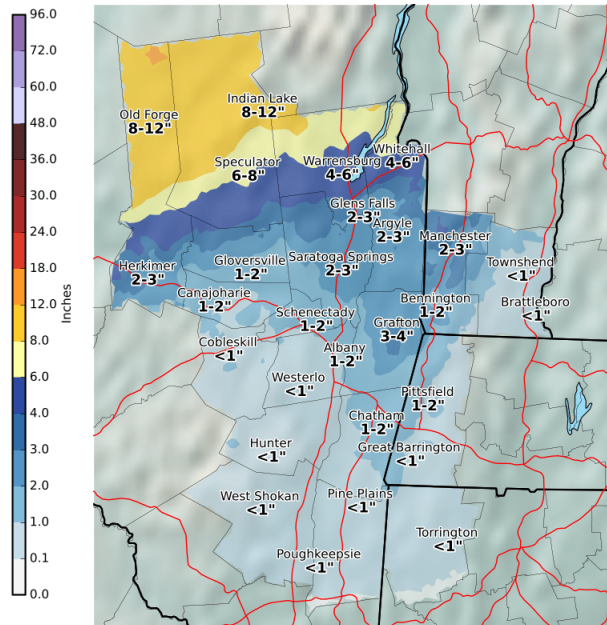 96.0
72.0
60.0
48.0
36.0
30.0
24.0
18.0
12.0
8.0
6.0
4.0
3.0
2.0
1.0
0.1
0.0
Inches
Indian Lake
8-12"
Old Forge
8-12"
Whitehall
4-6"
Speculator
6-8"
Warrensburg
4-6"
Glens Falls
2-3"
Argyle
2-3"
Manchester
2-3"
Herkimer
2-3"
Gloversville
1-2"
Saratoga Springs
2-3"
Townshend
<1"
Canajoharie
1-2"
Bennington
1-2"
Brattleboro
<1"
Schenectady
1-2"
Grafton
3-4"
Cobleskill
<1"
Albany
1-2"
Westerlo
<1"
Pittsfield
1-2"
Chatham
1-2"
Hunter
<1"
Great Barrington
<1"
West Shokan
<1"
Pine Plains
<1"
Torrington
<1"
Poughkeepsie
<1"